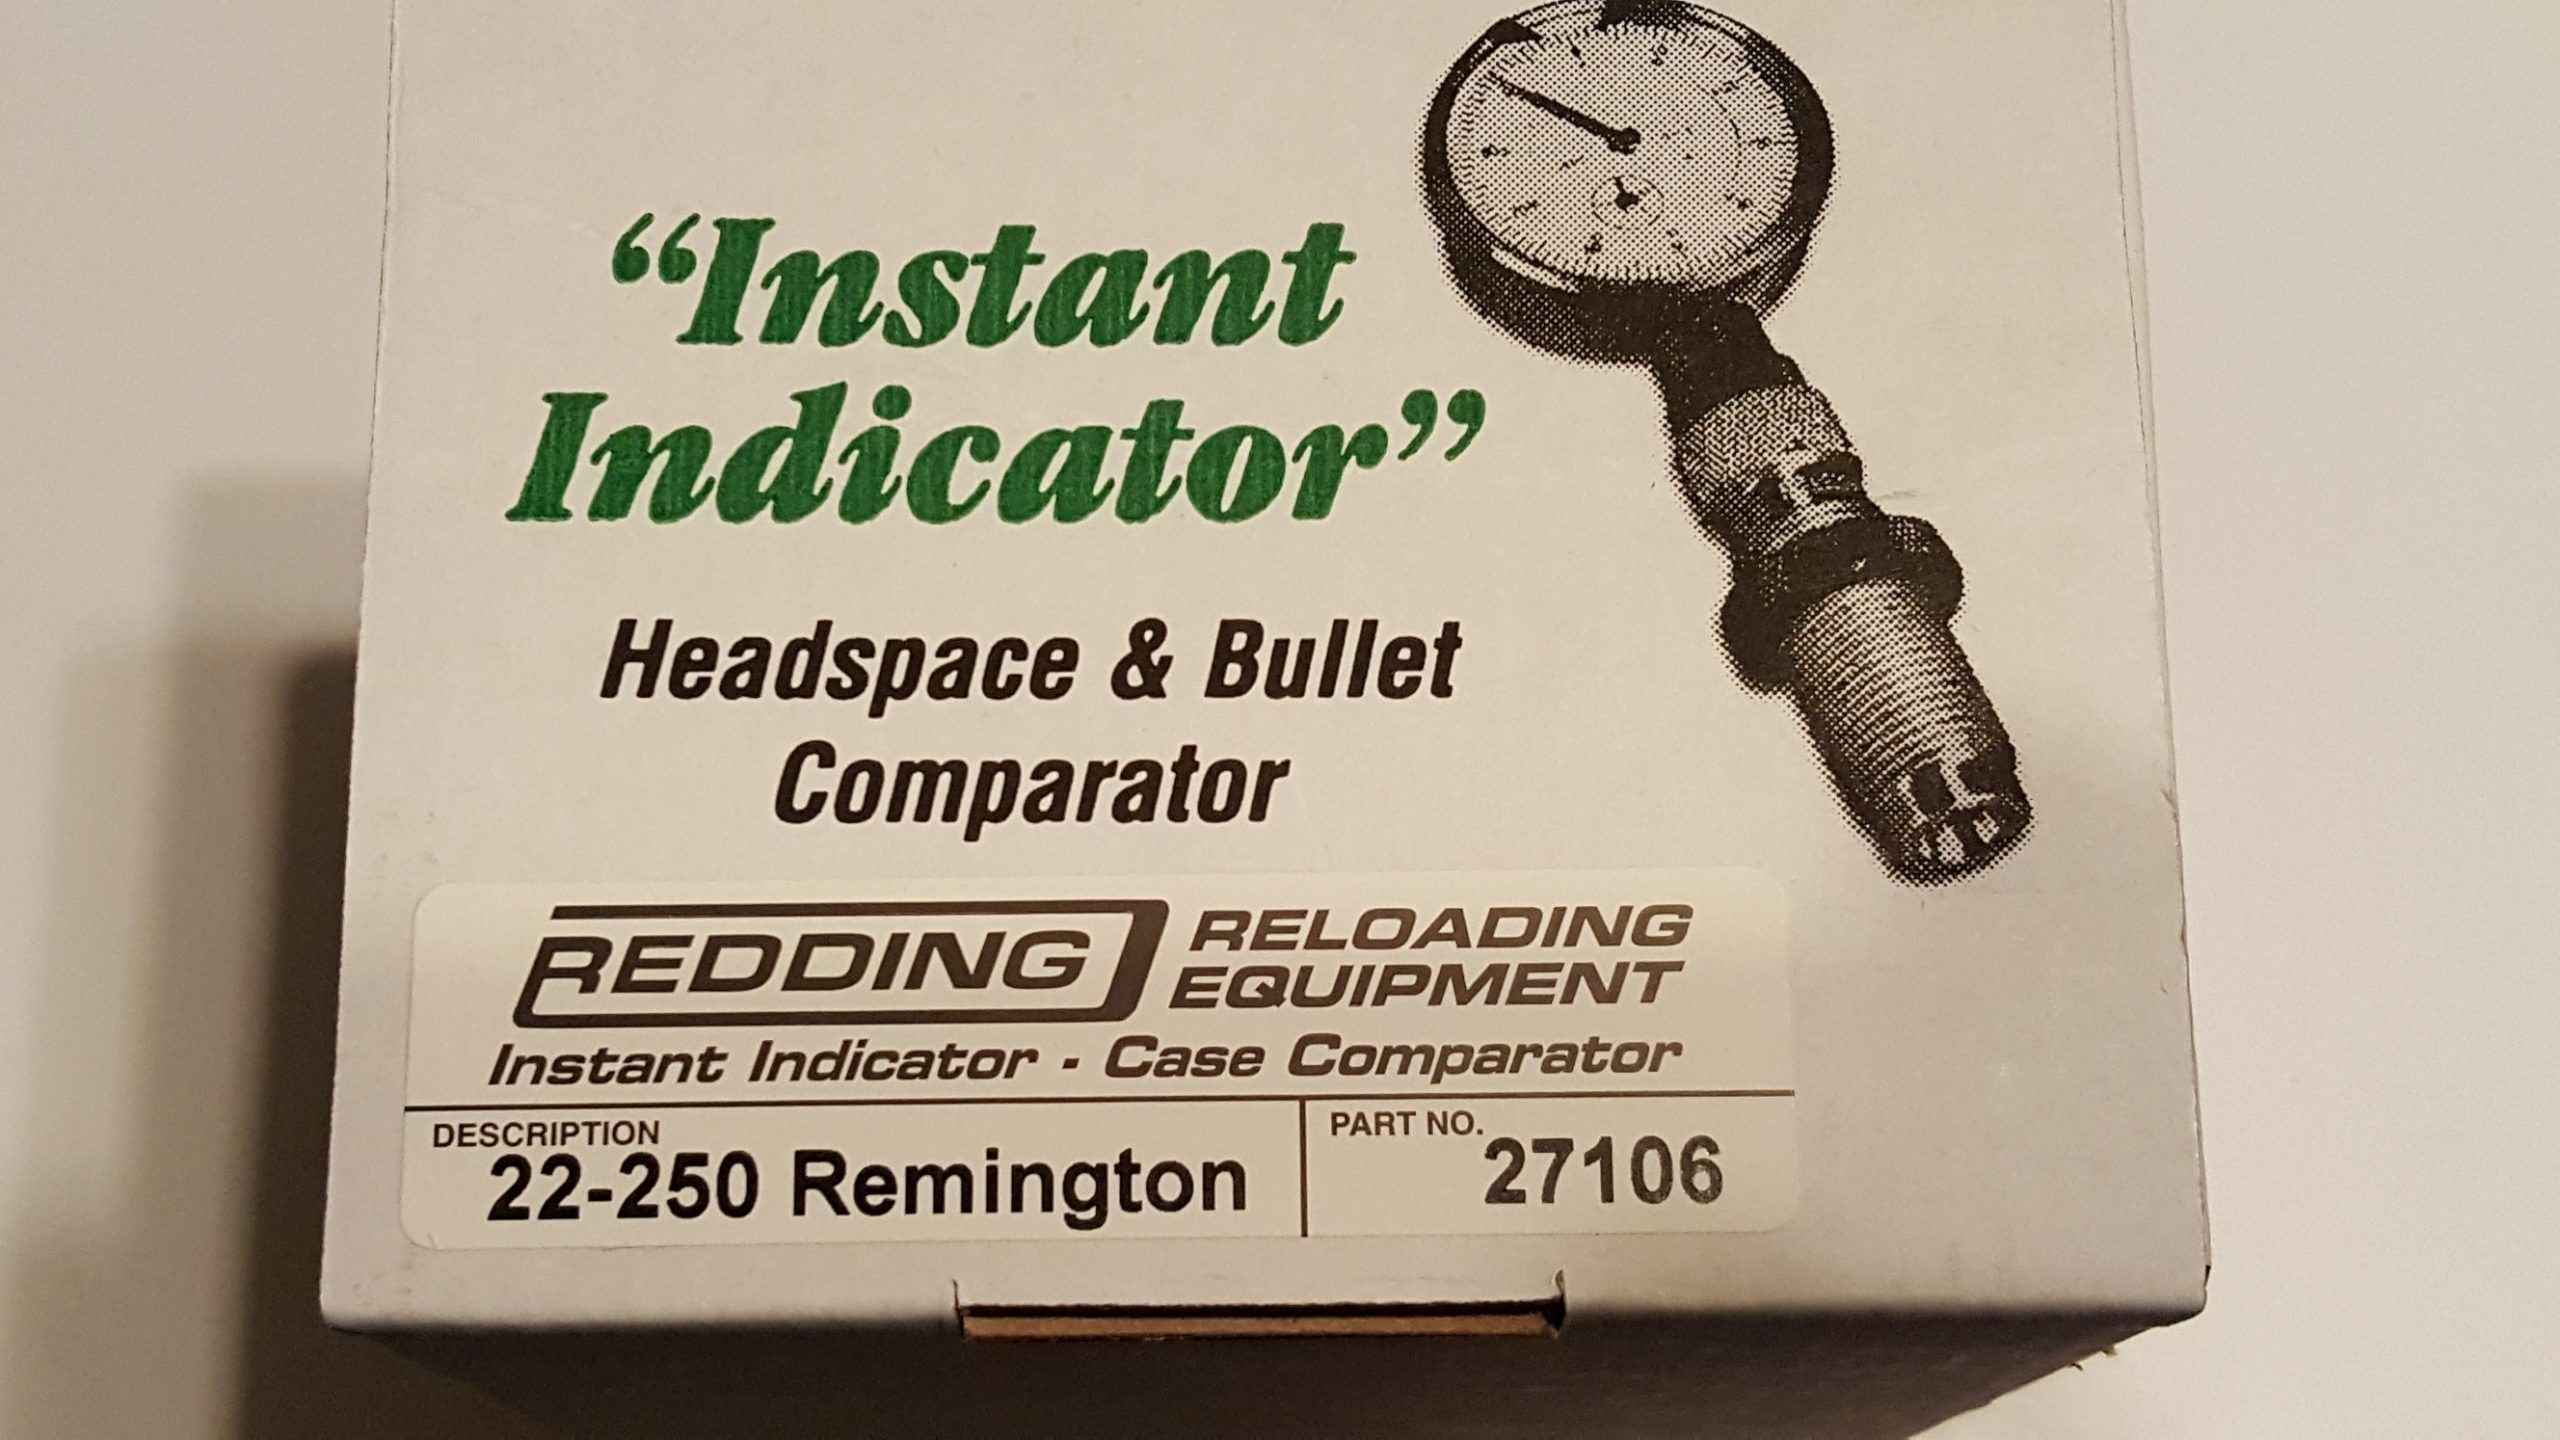 “Instant
Indicator”
Headspace & Bullet
Comparator
REDDING RELOADING
EQUIPMENT
Instant Indicator - Case Comparator
DESCRIPTION
22-250 Remington
PART NO.
27106